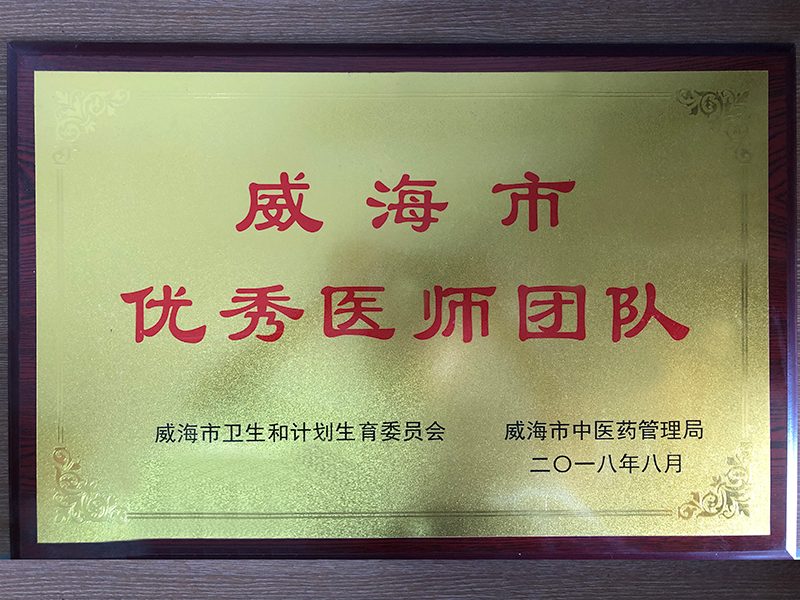 威海市
优秀医师团队
威海市卫生和计划生育委员会 威海市中医药管理局
二〇一八年八月